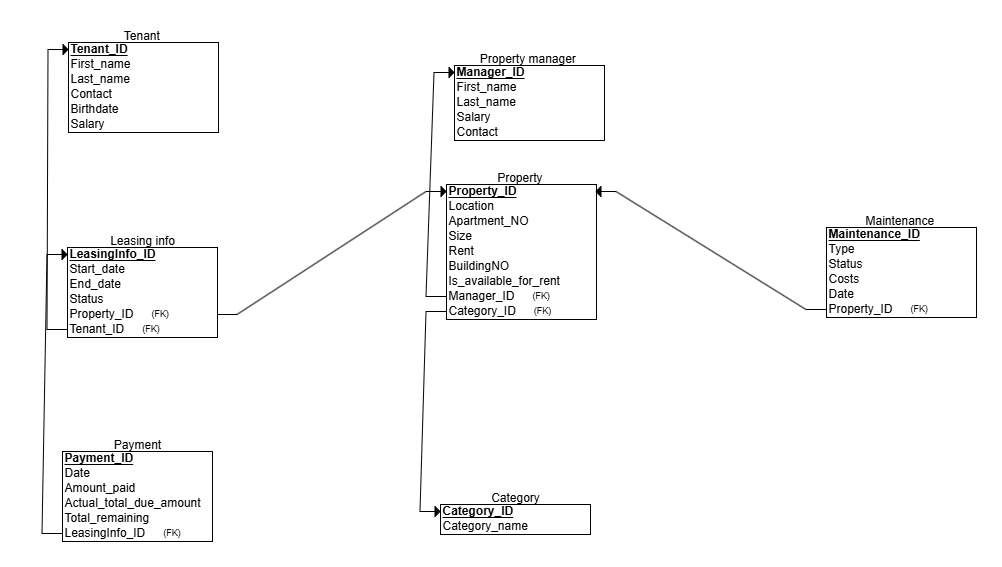 Tenant
Tenant_ID
First_name
Last_name
Contact
Birthdate
Salary
Property manager
Manager_ID
First_name
Last_name
Salary
Contact
Property
Property_ID
Location
Apartment_NO
Size
Rent
BuildingNO
Is_available_for_rent
Manager_ID (FK)
Category_ID (FK)
Maintenance
Maintenance_ID
Type
Status
Costs
Date
Property_ID (FK)
Leasing info
LeasingInfo_ID
Start_date
End_date
Status
Property_ID (FK)
Tenant_ID (FK)
Payment
Payment_ID
Date
Amount_paid
Actual_total_due_amount
Total_remaining
LeasingInfo_ID (FK)
Category
Category_ID
Category_name